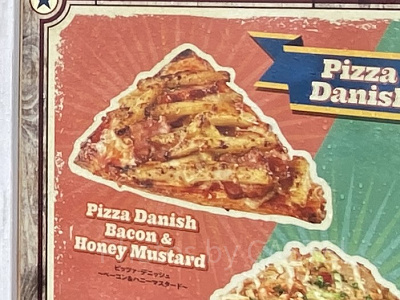 Pizza
Danish
Pizza Danish
Bacon &
Honey Mustard
ピッツァ・デニッシュ
〜ベーコン&ハニーマスタード〜